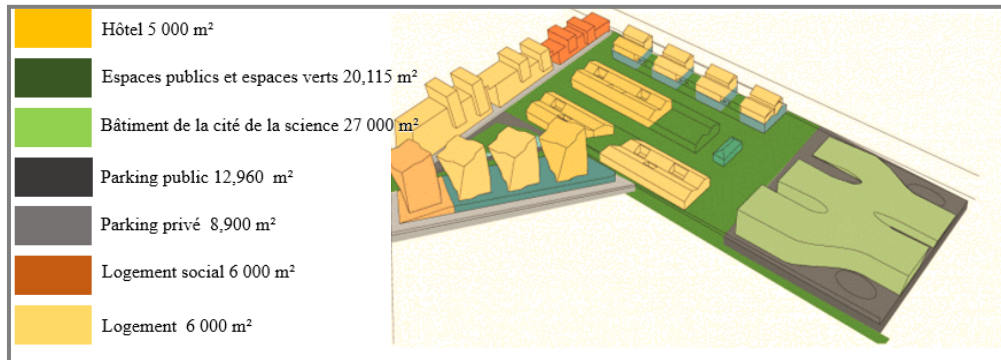 Hôtel 5 000 m²
Espaces publics et espaces verts 20,115 m²
Bâtiment de la cité de la science 27 000 m²
Parking public 12,960 m²
Parking privé 8,900 m²
Logement social 6 000 m²
Logement 6 000 m²